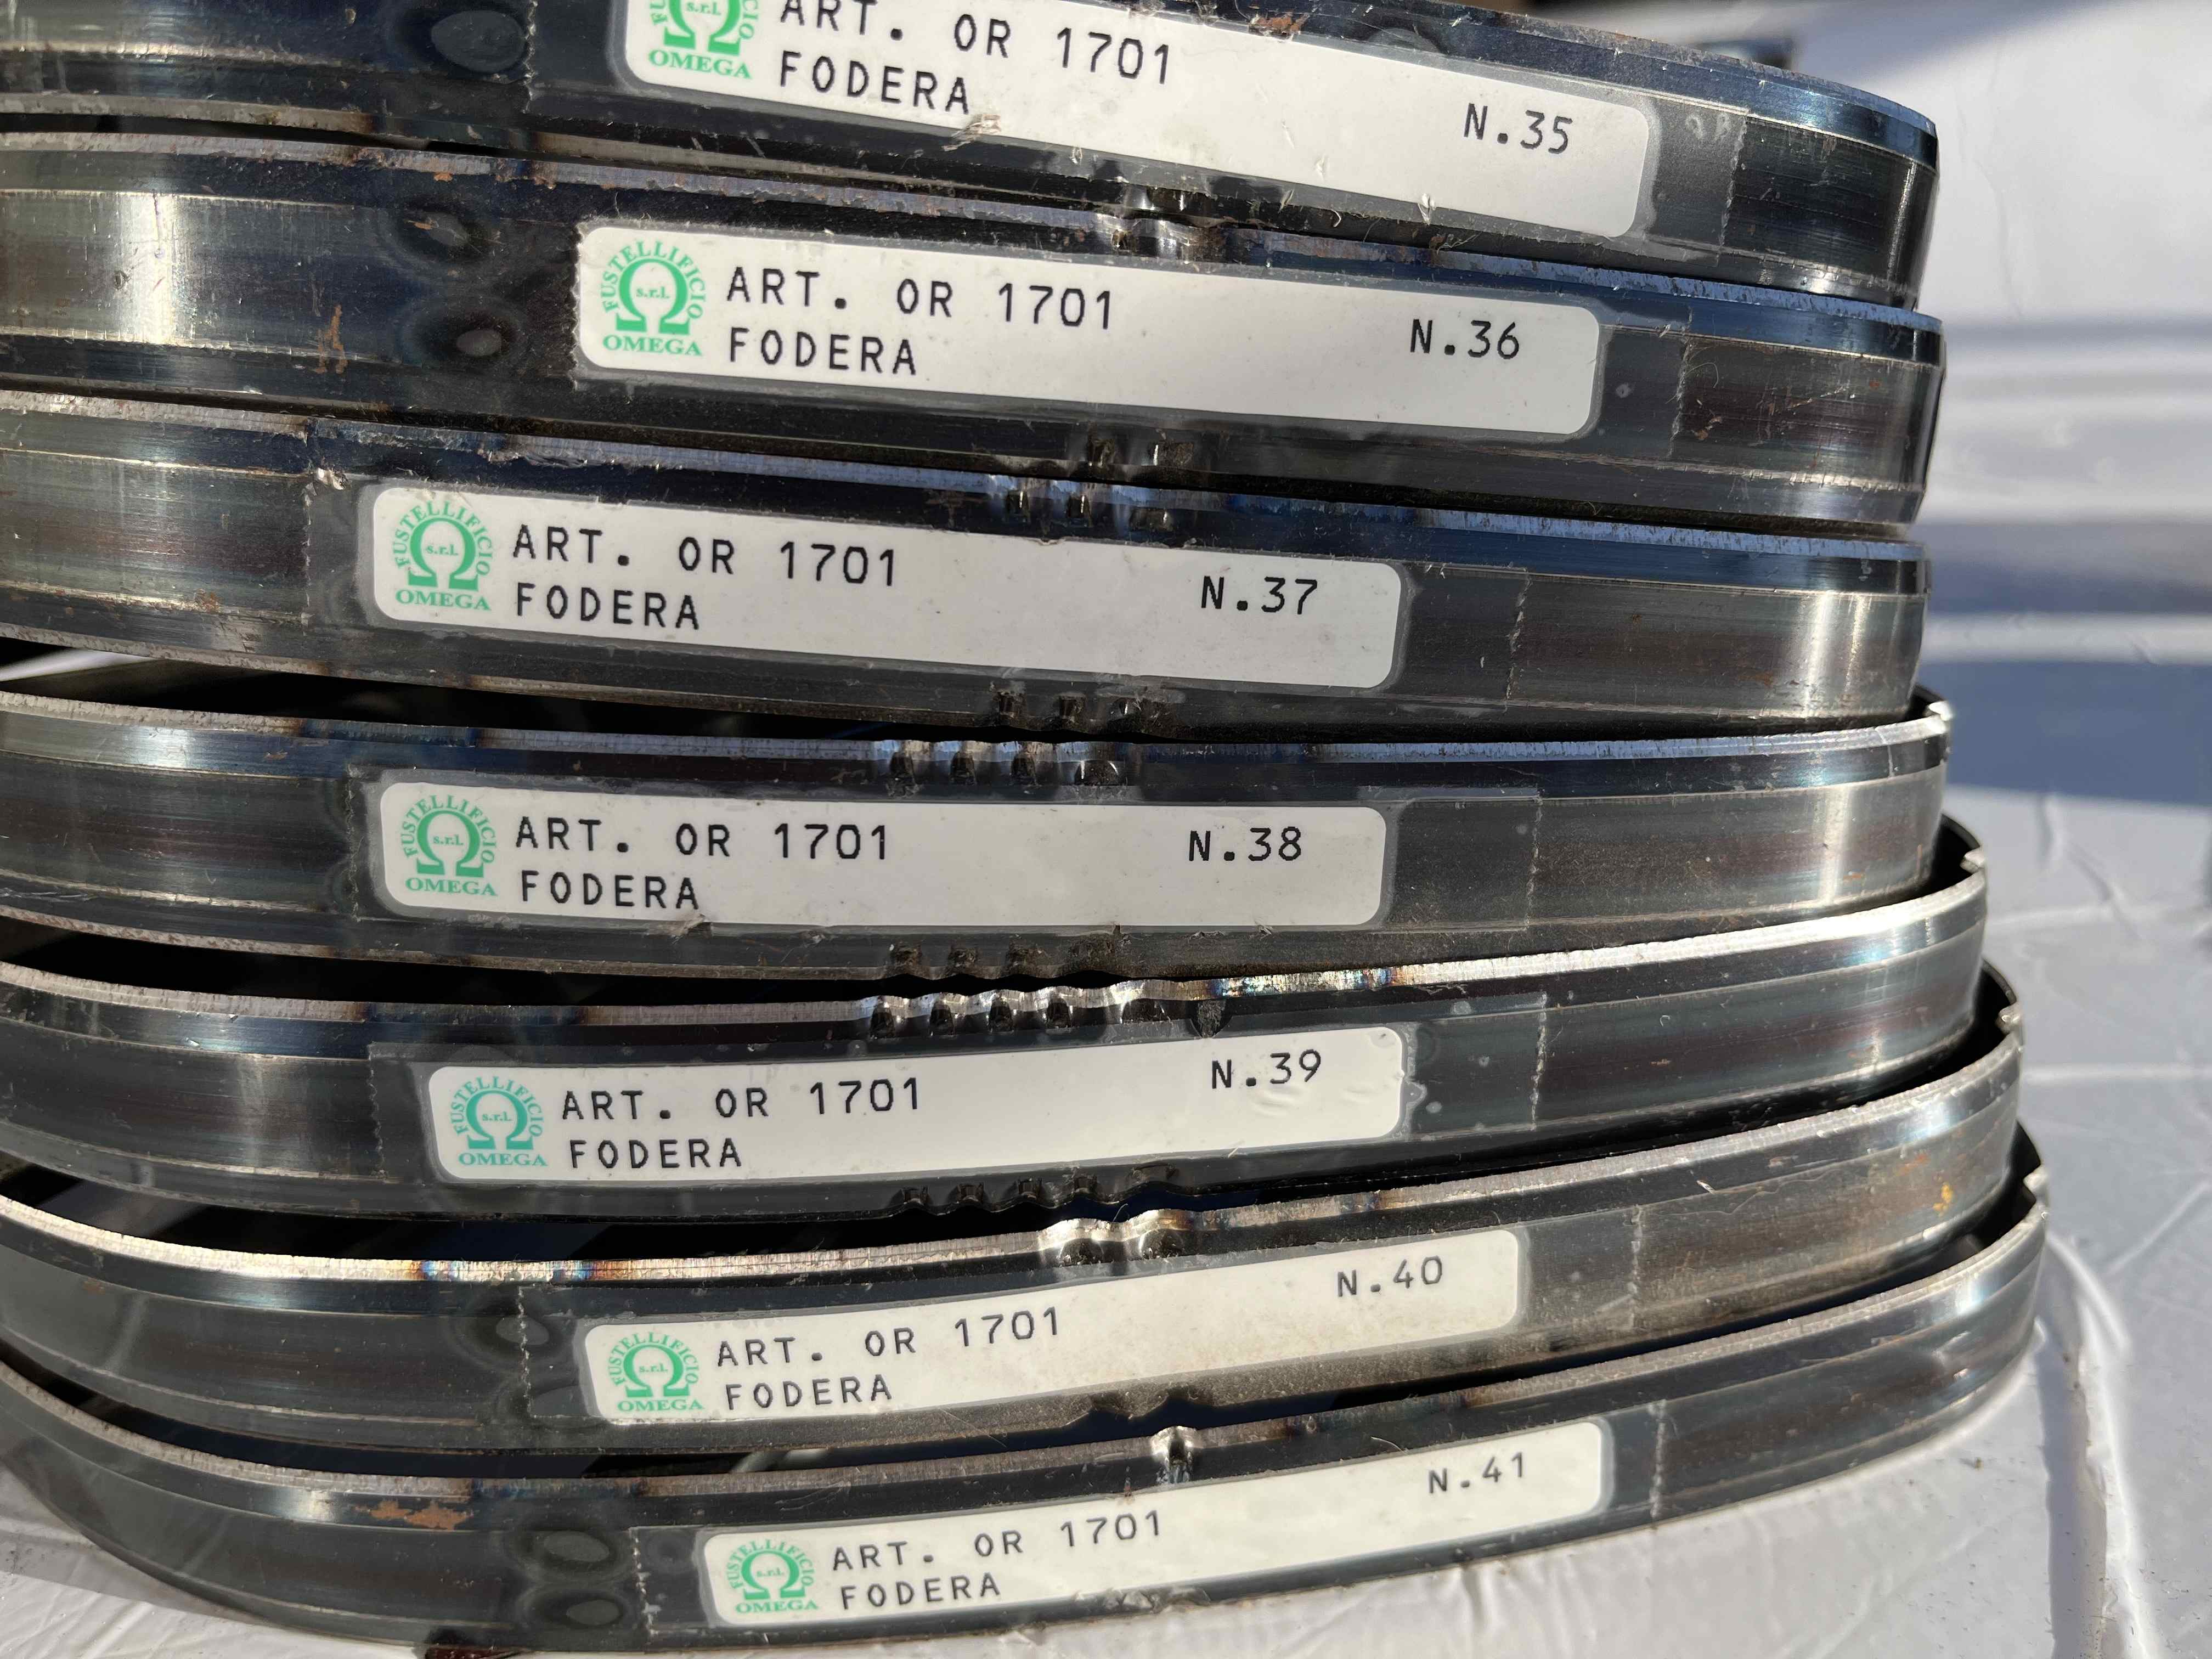 s.r.l.
OMEGA
ART. OR 1701
FODERA
N.35
FUSTELLIFICIO
s.r.l.
OMEGA
ART. OR 1701
FODERA
N.36
FUSTELLIFICIO
s.r.l.
OMEGA
ART. OR 1701
FODERA
N.37
FUSTELLIFICIO
s.r.l.
OMEGA
ART. OR 1701
FODERA
N.38
FUSTELLIFICIO
s.r.l.
OMEGA
ART. OR 1701
FODERA
N.39
FUSTELLIFICIO
s.r.l.
OMEGA
ART. OR 1701
FODERA
N.40
FUSTELLIFICIO
s.r.l.
OMEGA
ART. OR 1701
FODERA
N.41